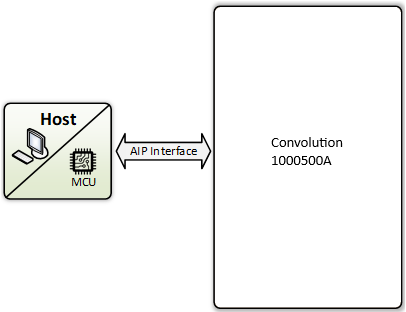 Host
MCU
AIP Interface
Convolution
1000500A